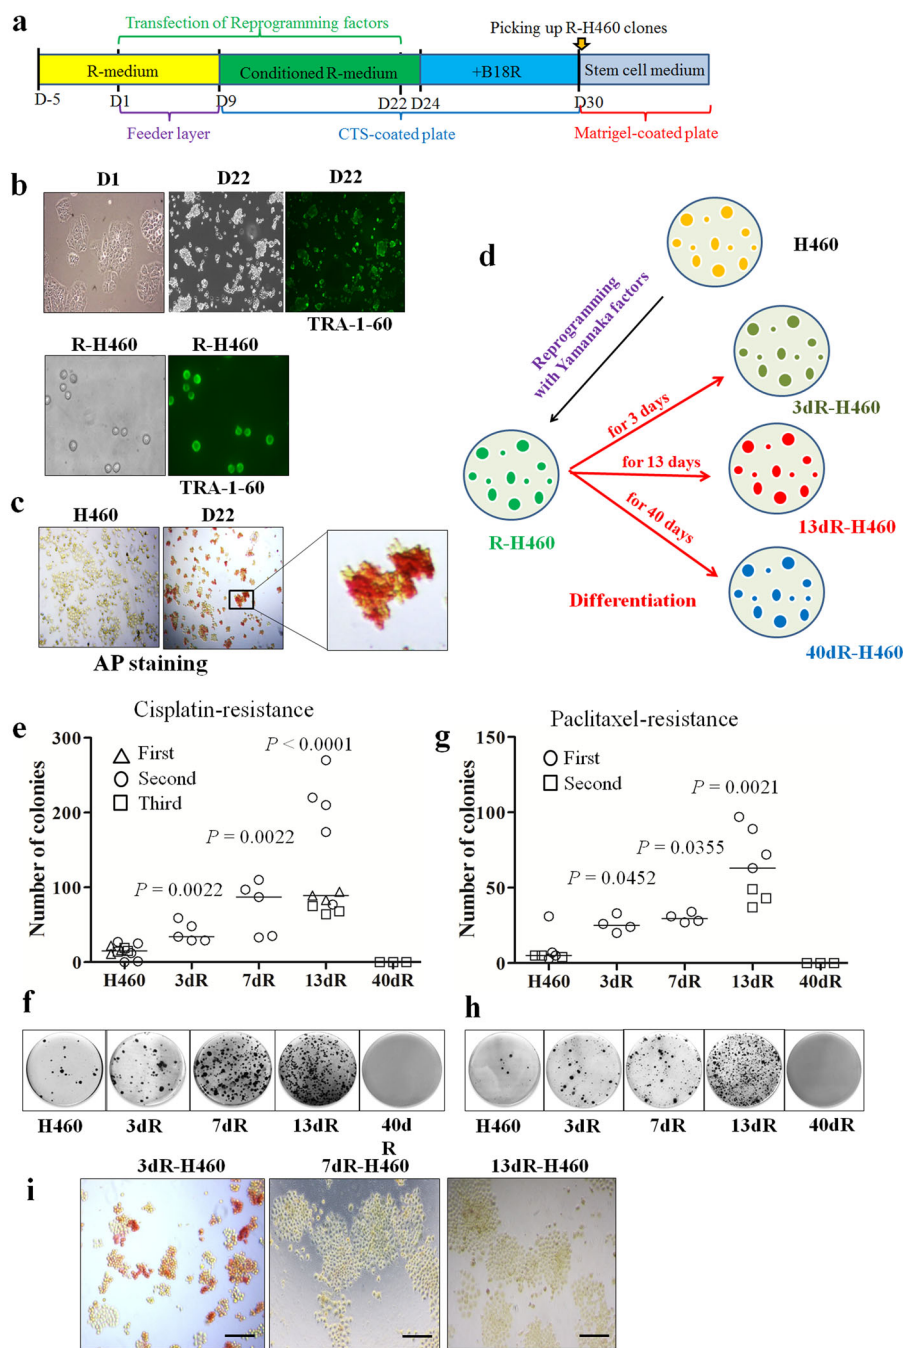 a
Transfection of Reprogramming factors
Picking up R-H460 clones
R-medium
Conditioned R-medium
+B18R
Stem cell medium
D-5
D1
D9
D22
D24
D30
Feeder layer
CTS-coated plate
Matrigel-coated plate
b
D1
D22
D22
TRA-1-60
R-H460
R-H460
TRA-1-60
c
H460
D22
AP staining
d
H460
Reprogramming
with Yamanaka factors
R-H460
for 3 days
for 13 days
for 40 days
Differentiation
3dR-H460
13dR-H460
40dR-H460
e
Cisplatin-resistance
Number of colonies
300
200
100
0
First
Second
Third
P = 0.0022
P = 0.0022
P < 0.0001
H460
3dR
7dR
13dR
40dR
g
Paclitaxel-resistance
Number of colonies
150
100
50
0
First
Second
P = 0.0452
P = 0.0355
P = 0.0021
H460
3dR
7dR
13dR
40dR
f
H460
3dR
7dR
13dR
40d
R
h
H460
3dR
7dR
13dR
40dR
i
3dR-H460
7dR-H460
13dR-H460